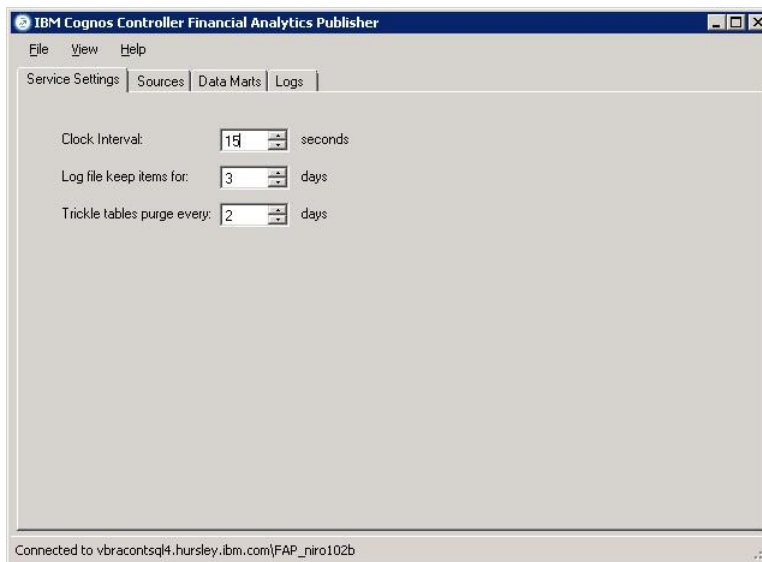 IBM Cognos Controller Financial Analytics Publisher
File View Help
Service Settings Sources Data Marts Logs
Clock Interval: 15 seconds
Log file keep items for: 3 days
Trickle tables purge every: 2 days
Connected to vbracontsql4.hursley.ibm.com\FAP_niro102b